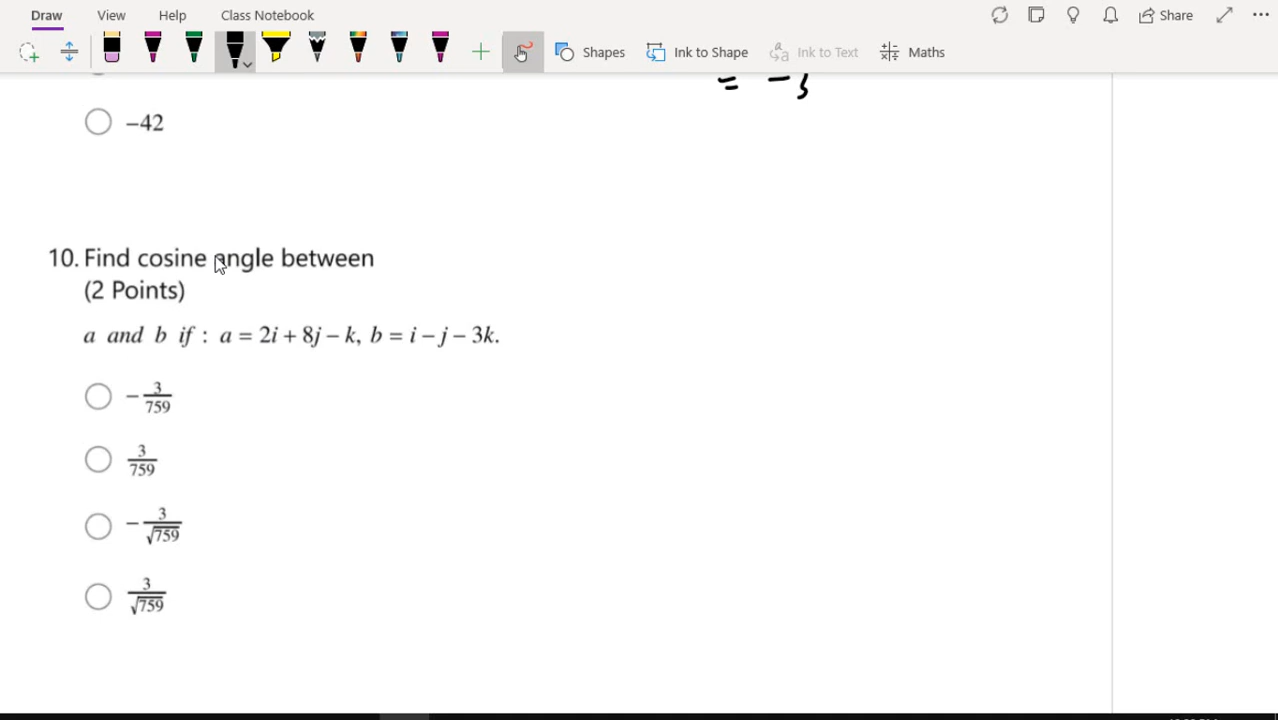 Draw View Help Class Notebook Share
Shapes Ink to Shape Ink to Text Maths
= -3
-42
10. Find cosine angle between
(2 Points)
a and b if : a = 2i + 8j – k, b = i – j – 3k.
-3/759
3/759
-3/√759
3/√759